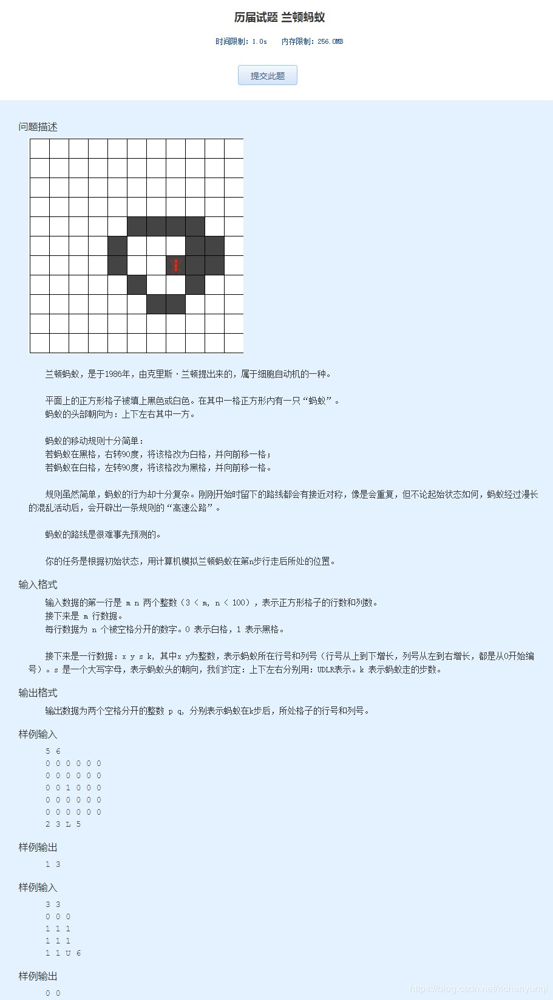 历届试题 兰顿蚂蚁
时间限制：1.0s 内存限制：256.0MB
提交此题
问题描述
兰顿蚂蚁，是于1986年，由克里斯·兰顿提出来的，属于细胞自动机的一种。
平面上的正方形格子被填上黑色或白色。在其中一格正方形内有一只“蚂蚁”。
蚂蚁的头部朝向为：上下左右其中一方。
蚂蚁的移动规则十分简单：
若蚂蚁在黑格，右转90度，将该格改为白格，并向前移一格；
若蚂蚁在白格，左转90度，将该格改为黑格，并向前移一格。
规则虽然简单，蚂蚁的行为却十分复杂。刚刚开始时留下的路线都会有接近对称，像是会重复，但不论起始状态如何，蚂蚁经过漫长
的混乱活动后，会开辟出一条规则的“高速公路”。
蚂蚁的路线是很难事先预测的。
你的任务是根据初始状态，用计算机模拟兰顿蚂蚁在第n步行走后所处的位置。
输入格式
输入数据的第一行是 m n 两个整数（3 < m, n < 100），表示正方形格子的行数和列数。
接下来是 m 行数据。
每行数据为 n 个被空格分开的数字。0 表示白格，1 表示黑格。
接下来是一行数据：x y s k, 其中x y为整数，表示蚂蚁所在行号和列号（行号从上到下增长，列号从左到右增长，都是从0开始编
号）。s 是一个大写字母，表示蚂蚁头的朝向，我们约定：上下左右分别用：UDLR表示。k 表示蚂蚁走的步数。
输出格式
输出数据为两个空格分开的整数 p q, 分别表示蚂蚁在k步后，所处格子的行号和列号。
样例输入
5 6
0 0 0 0 0 0
0 0 0 0 0 0
0 0 1 0 0 0
0 0 0 0 0 0
0 0 0 0 0 0
2 3 L 5
样例输出
1 3
样例输入
3 3
0 0 0
1 1 1
1 1 1
1 1 U 6
样例输出
0 0
https://blog.csdn.net/richenyunqi